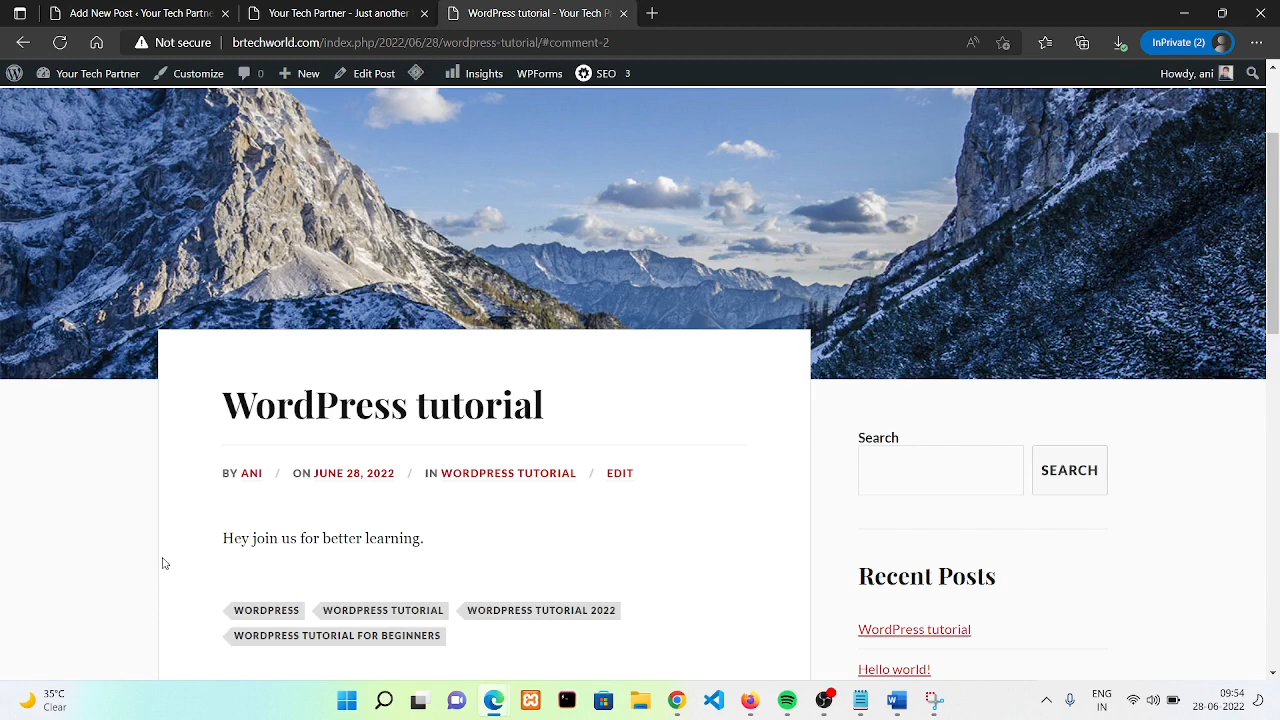 Add New Post ‹ Your Tech Par
Your Tech Partner – Just another
WordPress tutorial – Your Tech Pa
Not secure
brtechworld.com/index.php/2022/06/28/wordpress-tutorial/#comment-2
InPrivate (2)
Your Tech Partner
Customize
0
New
Edit Post
Insights
WPForms
SEO
3
Howdy, ani
WordPress tutorial
BY ANI / ON JUNE 28, 2022 / IN WORDPRESS TUTORIAL / EDIT
Hey join us for better learning.
WORDPRESS
WORDPRESS TUTORIAL
WORDPRESS TUTORIAL 2022
WORDPRESS TUTORIAL FOR BEGINNERS
Search
SEARCH
Recent Posts
WordPress tutorial
Hello world!
35°C
Clear
ENG
IN
09:54
-06-2022